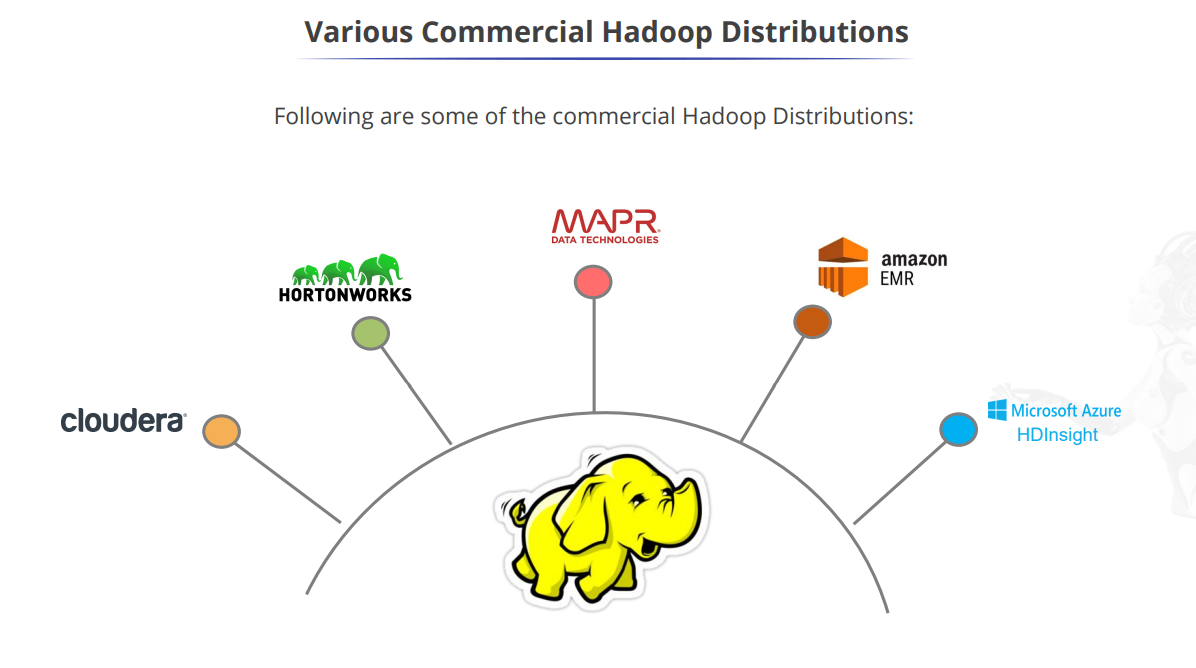 Various Commercial Hadoop Distributions
Following are some of the commercial Hadoop Distributions:
MAPR
DATA TECHNOLOGIES
HORTONWORKS
amazon
EMR
cloudera
Microsoft Azure
HDInsight